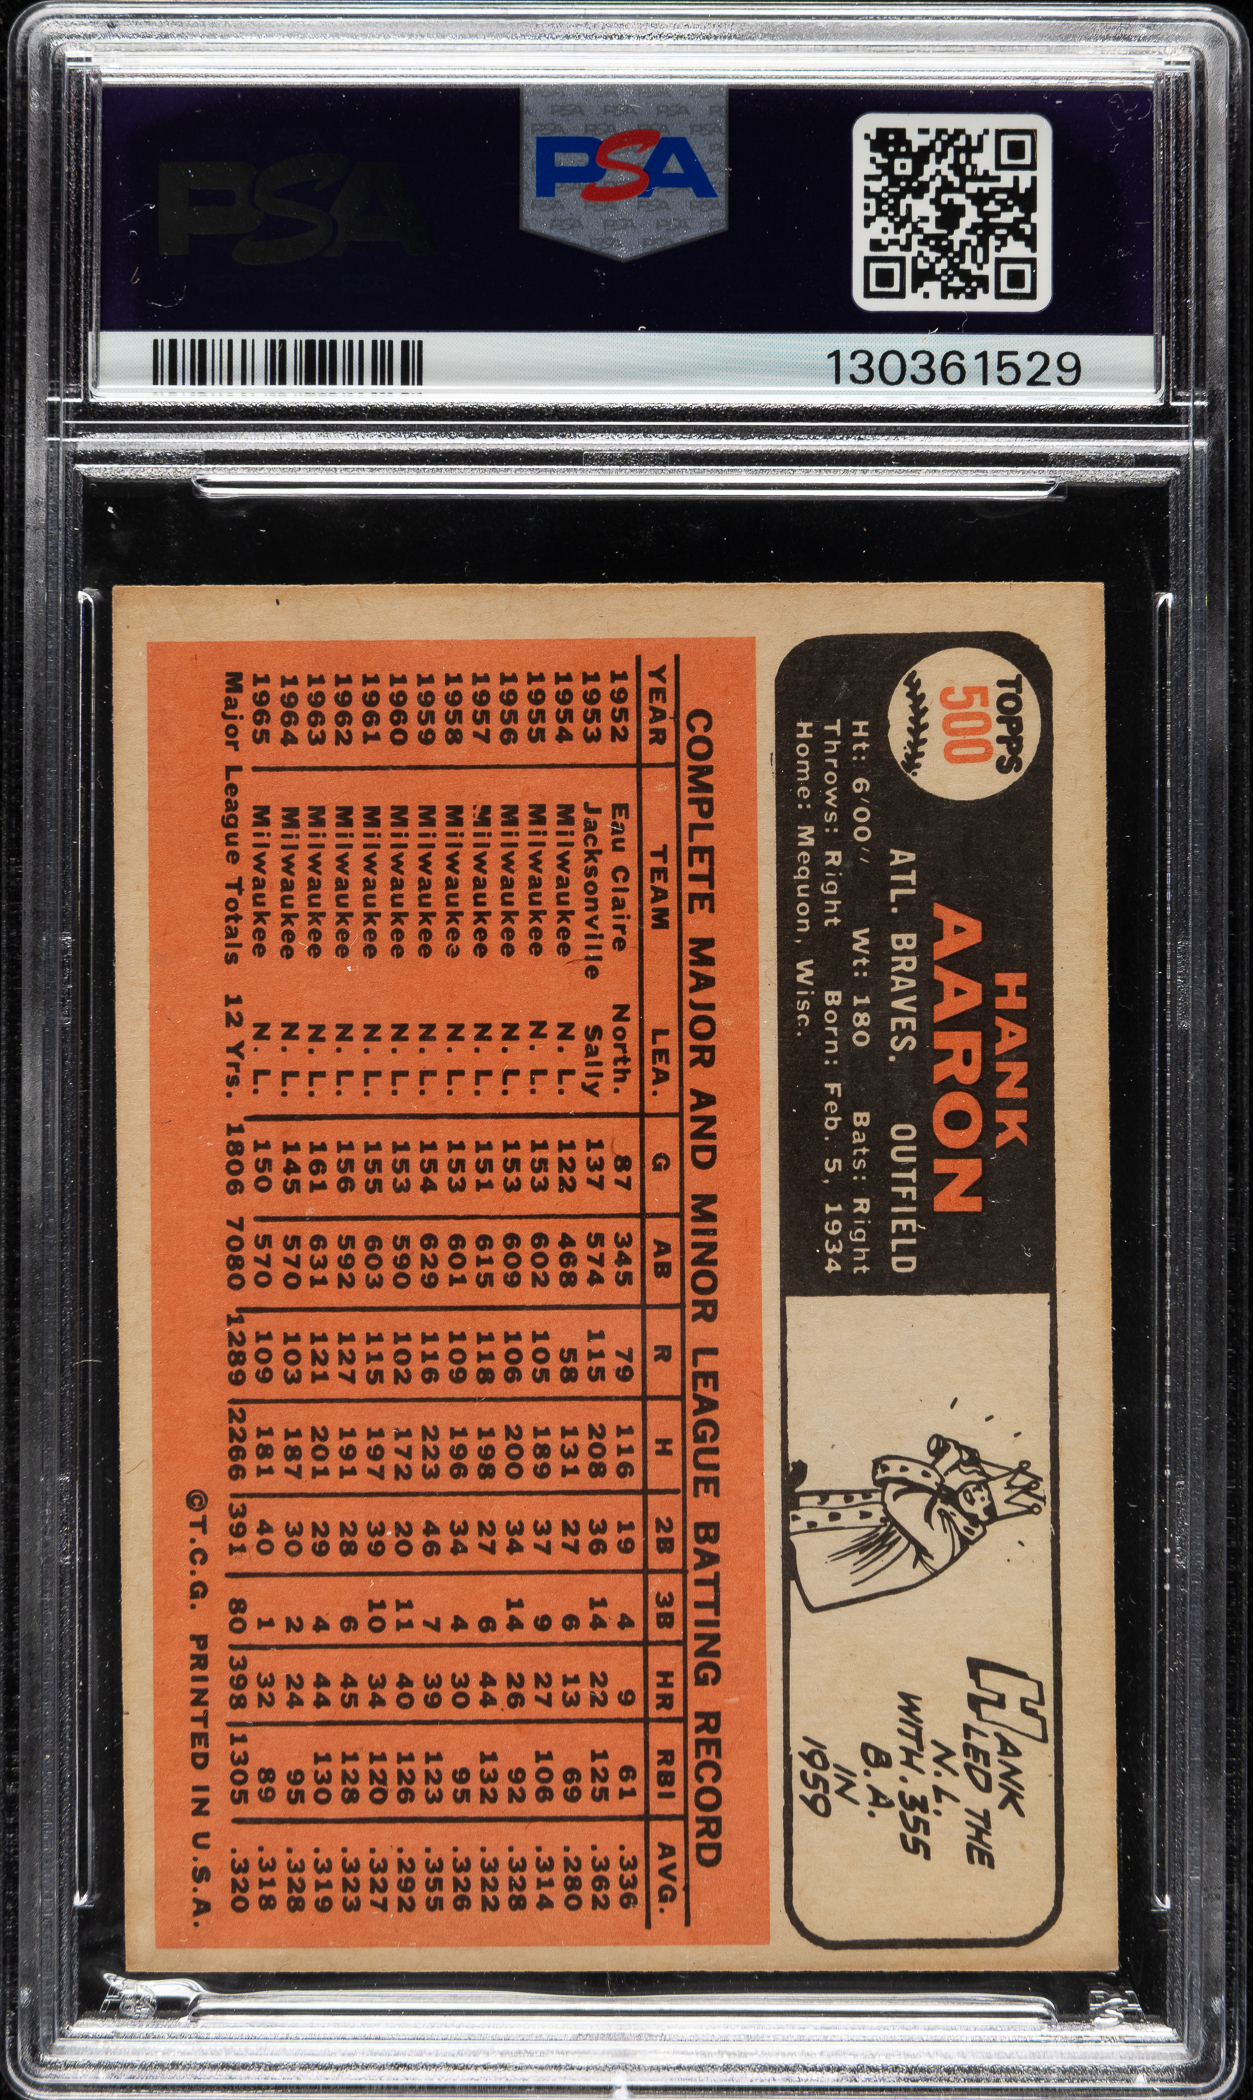 PSA
PSA
130361529
TOPPS
500
HANK
AARON
ATL. BRAVES. OUTFIELD
Ht: 6'00" Wt: 180 Bats: Right
Throws: Right Born: Feb. 5, 1934
Home: Mequon, Wisc.
HANK
LED THE
N.L.
WITH .355
B.A.
IN
1959
COMPLETE MAJOR AND MINOR LEAGUE BATTING RECORD
YEAR TEAM LEA. G AB R H 2B 3B HR RBI AVG.
1952 Eau Claire North. 87 345 79 116 19 4 9 61 .336
1953 Jacksonville Sally 137 574 115 208 36 14 22 125 .362
1954 Milwaukee N. L. 122 468 58 131 27 6 13 69 .280
1955 Milwaukee N. L. 153 602 105 189 37 9 27 106 .314
1956 Milwaukee N. L. 153 609 106 200 34 14 26 92 .328
1957 Milwaukee N. L. 151 615 118 198 27 6 44 132 .322
1958 Milwaukee N. L. 153 601 109 196 34 4 30 95 .326
1959 Milwaukee N. L. 154 629 116 223 46 7 39 123 .355
1960 Milwaukee N. L. 153 590 102 172 20 11 40 126 .292
1961 Milwaukee N. L. 155 603 115 197 39 10 34 120 .327
1962 Milwaukee N. L. 156 592 127 191 28 6 45 128 .323
1963 Milwaukee N. L. 161 631 121 201 29 4 44 130 .319
1964 Milwaukee N. L. 145 570 103 187 30 2 24 95 .328
1965 Milwaukee N. L. 150 570 109 181 40 1 32 89 .318
Major League Totals 12 Yrs. 1806 7080 1289 2266 391 80 398 1305 .320
©T.C.G. PRINTED IN U.S.A.